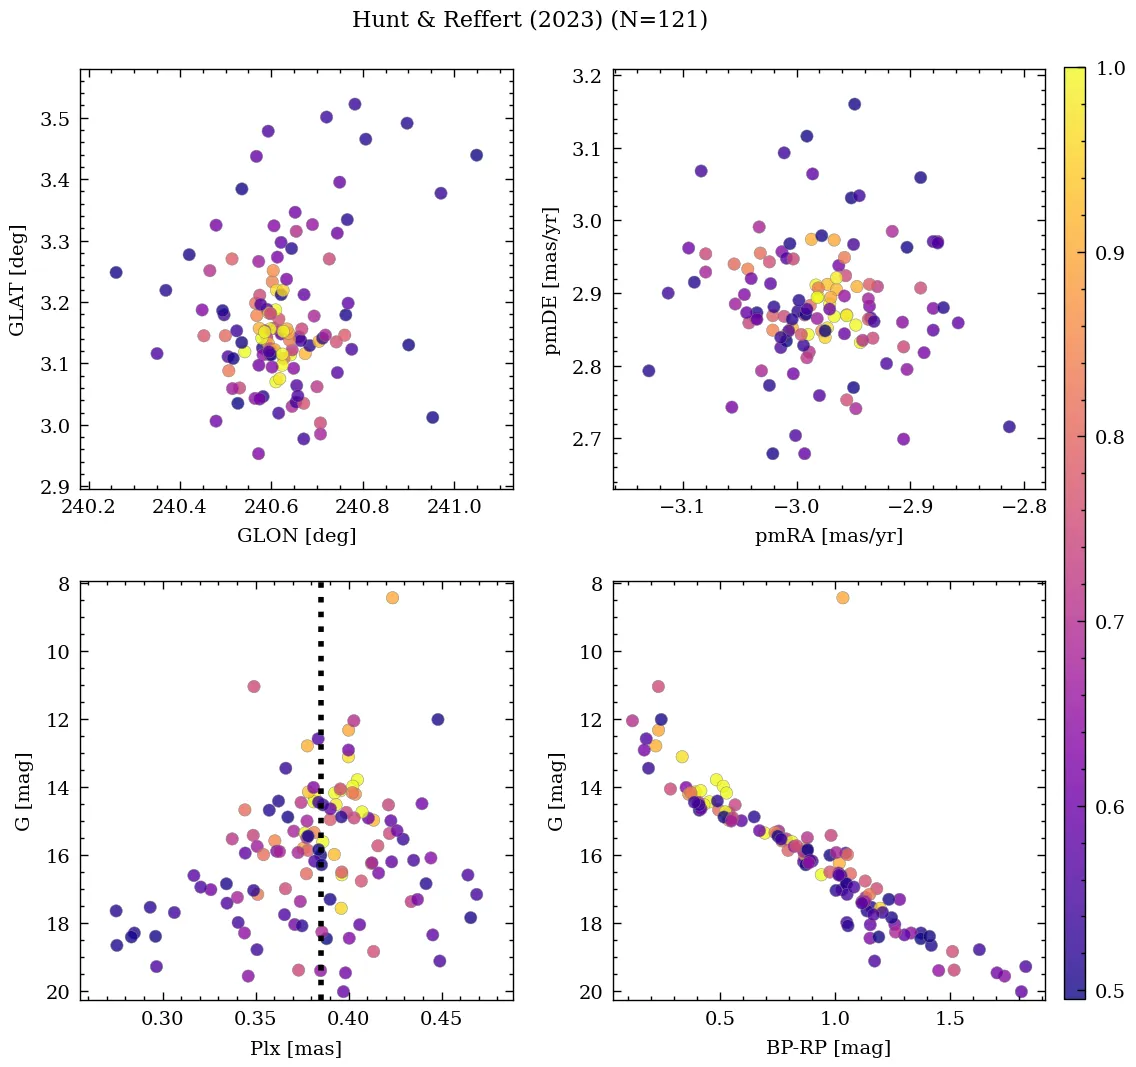 Hunt & Reffert (2023) (N=121)
3.5
3.4
3.3
3.2
3.1
3.0
2.9
GLAT [deg]
240.2 240.4 240.6 240.8 241.0
GLON [deg]
3.2
3.1
3.0
2.9
2.8
2.7
pmDE [mas/yr]
−3.1 −3.0 −2.9 −2.8
pmRA [mas/yr]
8
10
12
14
16
18
20
G [mag]
0.30 0.35 0.40 0.45
Plx [mas]
8
10
12
14
16
18
20
G [mag]
0.5 1.0 1.5
BP-RP [mag]
1.0
0.9
0.8
0.7
0.6
0.5